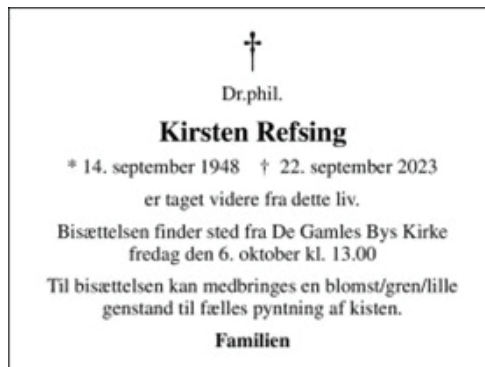 †
Dr.phil.
Kirsten Refsing
* 14. september 1948 † 22. september 2023
er taget videre fra dette liv.
Bisættelsen finder sted fra De Gamles Bys Kirke
fredag den 6. oktober kl. 13.00
Til bisættelsen kan medbringes en blomst/gren/lille
genstand til fælles pyntning af kisten.
Familien